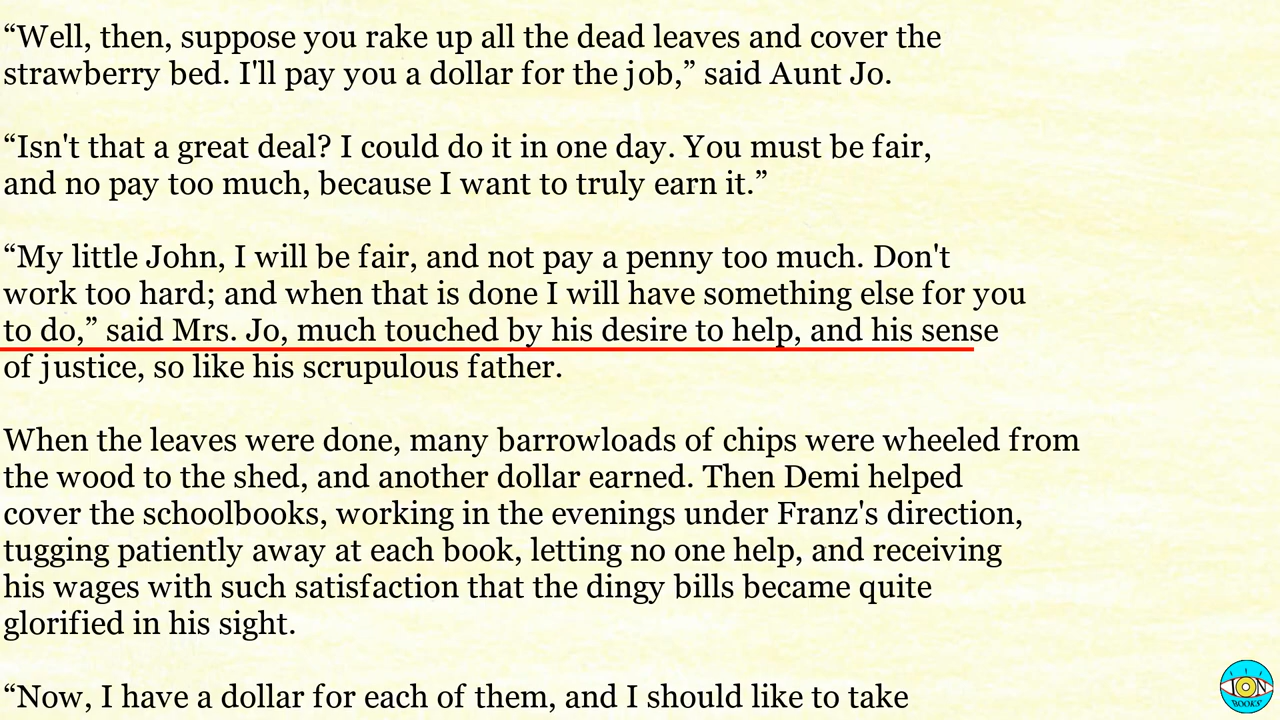 “Well, then, suppose you rake up all the dead leaves and cover the
strawberry bed. I'll pay you a dollar for the job,” said Aunt Jo.
“Isn't that a great deal? I could do it in one day. You must be fair,
and no pay too much, because I want to truly earn it.”
“My little John, I will be fair, and not pay a penny too much. Don't
work too hard; and when that is done I will have something else for you
to do,” said Mrs. Jo, much touched by his desire to help, and his sense
of justice, so like his scrupulous father.
When the leaves were done, many barrowloads of chips were wheeled from
the wood to the shed, and another dollar earned. Then Demi helped
cover the schoolbooks, working in the evenings under Franz's direction,
tugging patiently away at each book, letting no one help, and receiving
his wages with such satisfaction that the dingy bills became quite
glorified in his sight.
“Now, I have a dollar for each of them, and I should like to take
ION
BOOKS